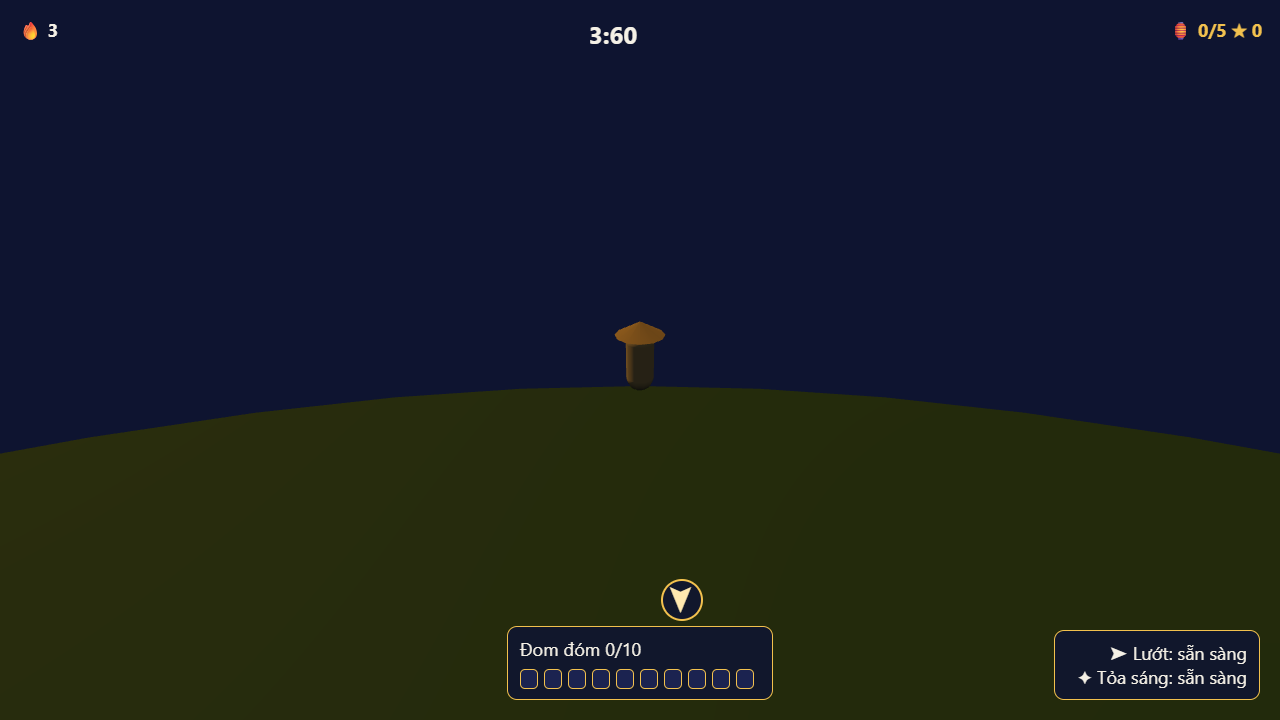 3
3:60
0/5 ★ 0
Đom đóm 0/10
➤ Lướt: sẵn sàng
✦ Tỏa sáng: sẵn sàng